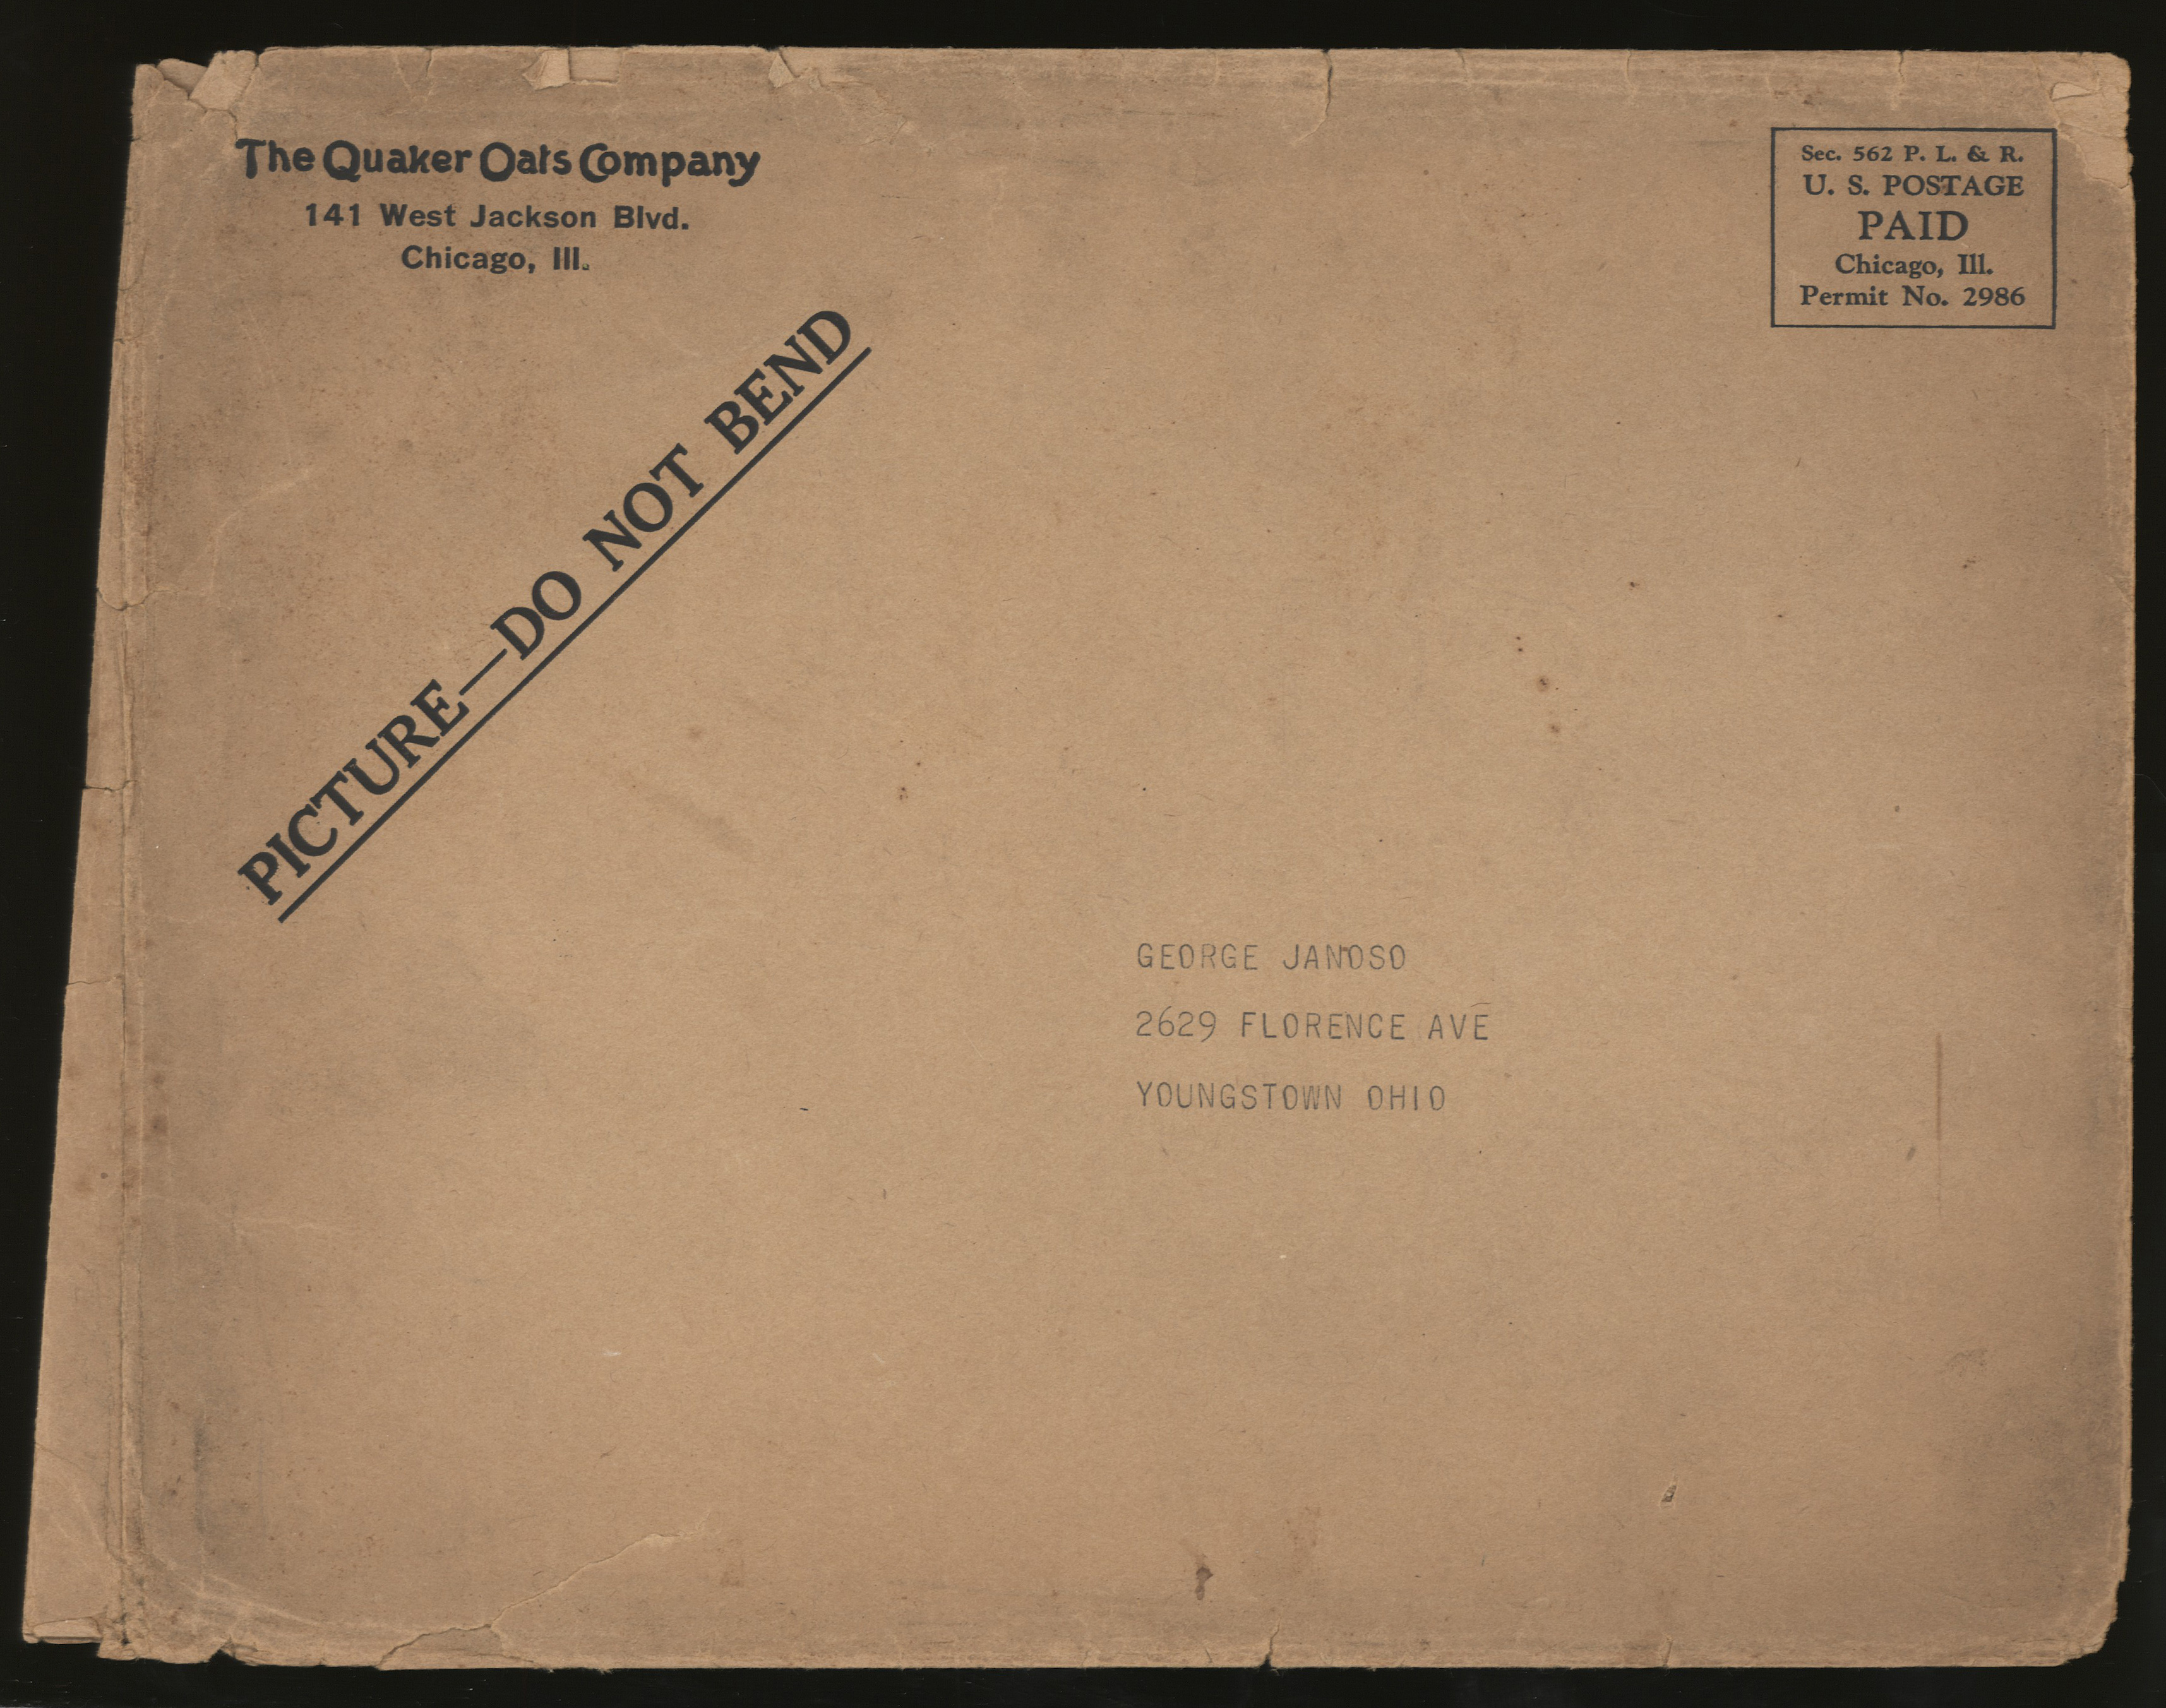 The Quaker Oats Company
141 West Jackson Blvd.
Chicago, Ill.
Sec. 562 P. L. & R.
U. S. POSTAGE
PAID
Chicago, Ill.
Permit No. 2986
PICTURE—DO NOT BEND
GEORGE JANOSO
2629 FLORENCE AVE
YOUNGSTOWN OHIO